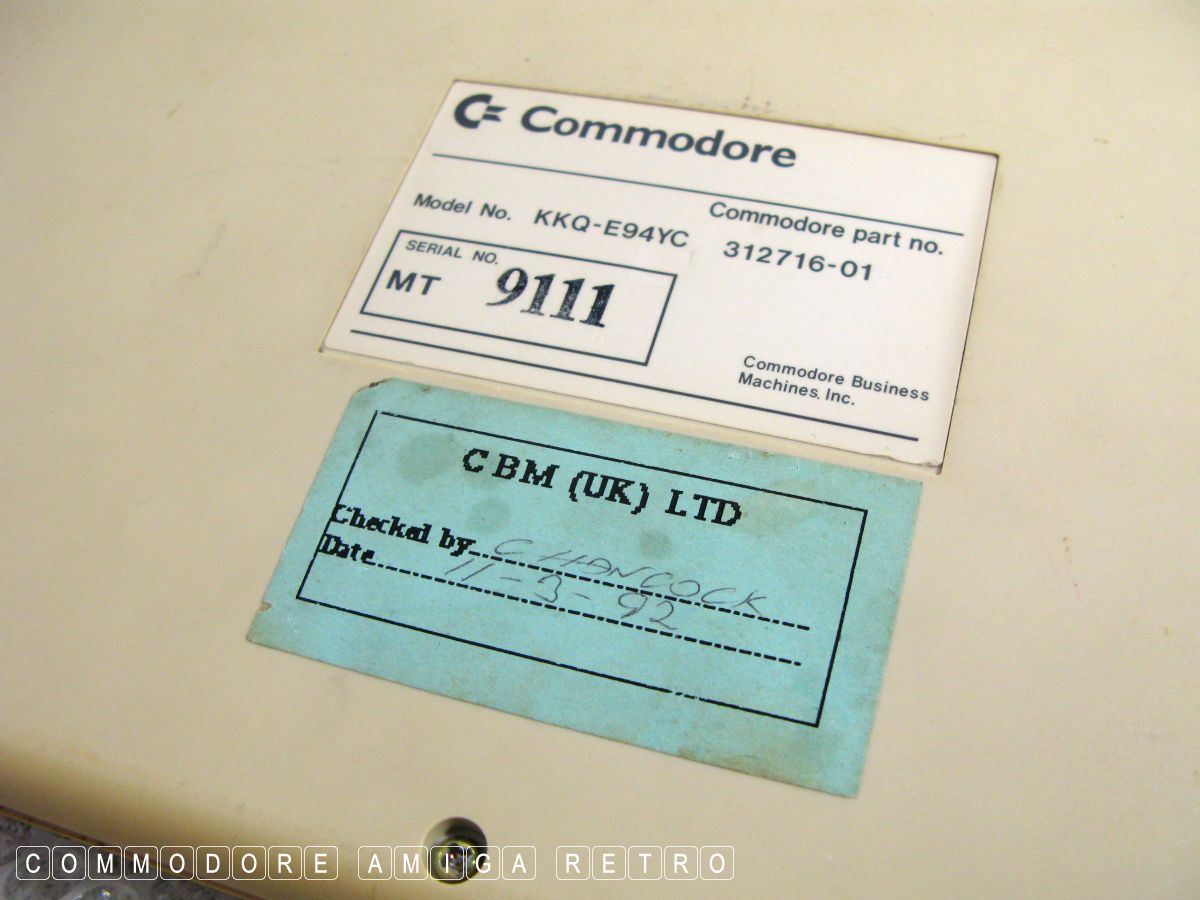 Commodore
Model No. KKQ-E94YC
Commodore part no.
312716-01
SERIAL NO.
MT 9111
Commodore Business
Machines, Inc.
CBM (UK) LTD
Checked by C HANCOCK
Date 11-3-92
COMMODORE AMIGA RETRO